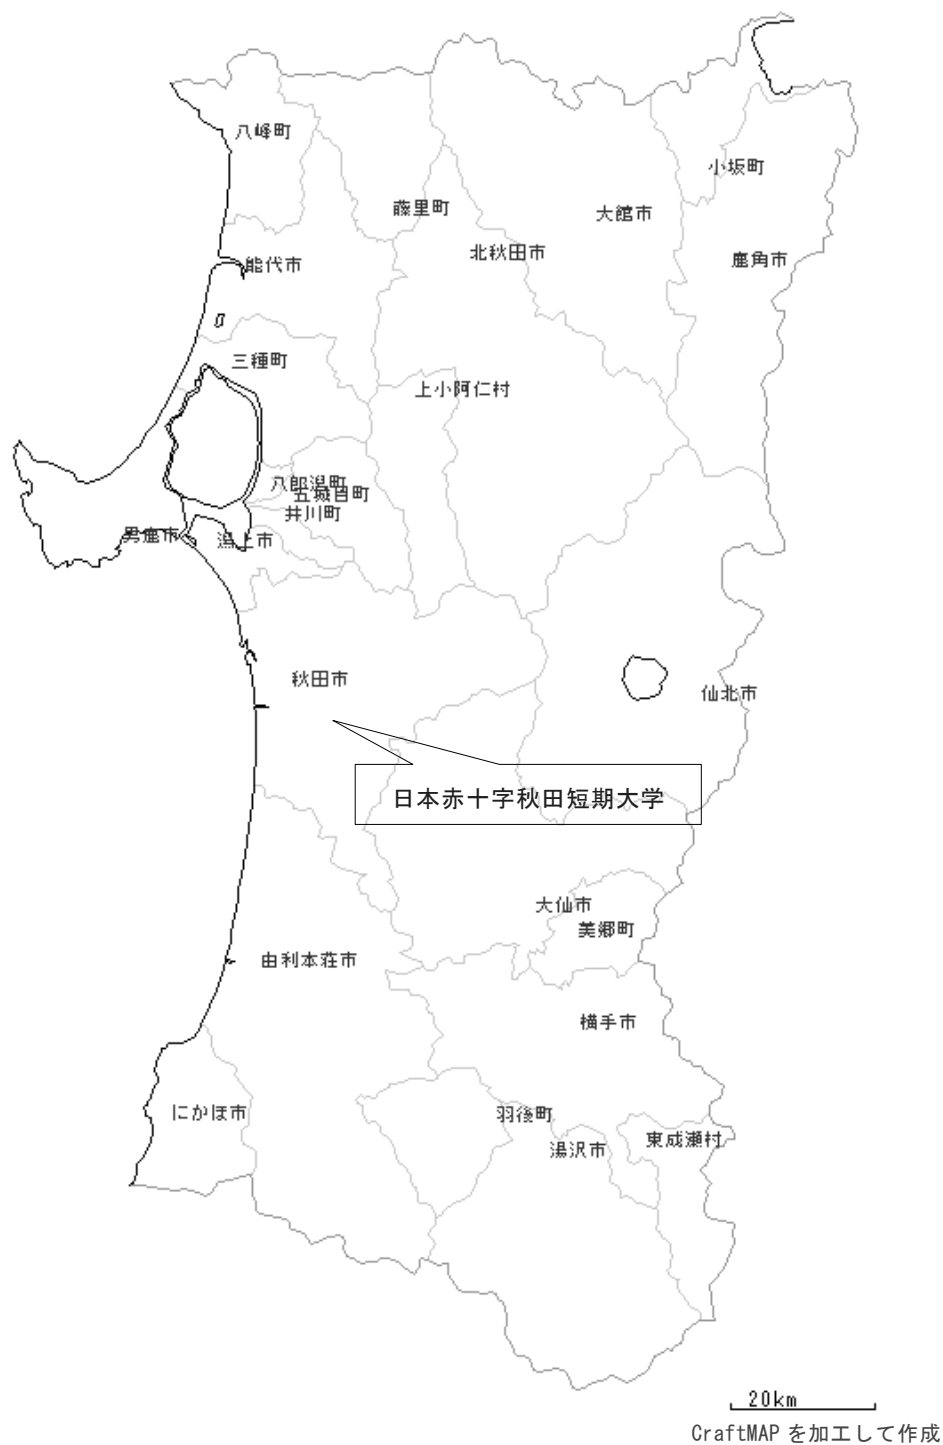 八峰町
小坂町
藤里町
大館市
北秋田市
鹿角市
能代市
三種町
上小阿仁村
八郎潟町
五城目町
井川町
男鹿市
潟上市
秋田市
仙北市
日本赤十字秋田短期大学
大仙市
美郷町
由利本荘市
横手市
にかほ市
羽後町
東成瀬村
湯沢市
20km
CraftMAP を加工して作成